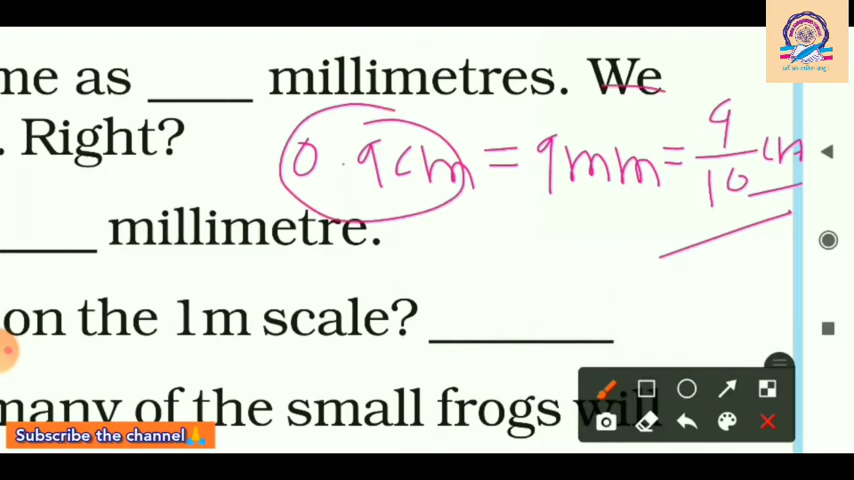 me as ____ millimetres. We
. Right?
0.9cm = 9mm = 9/10 cm
____ millimetre.
on the 1m scale? ________
many of the small frogs will
Subscribe the channel🙏